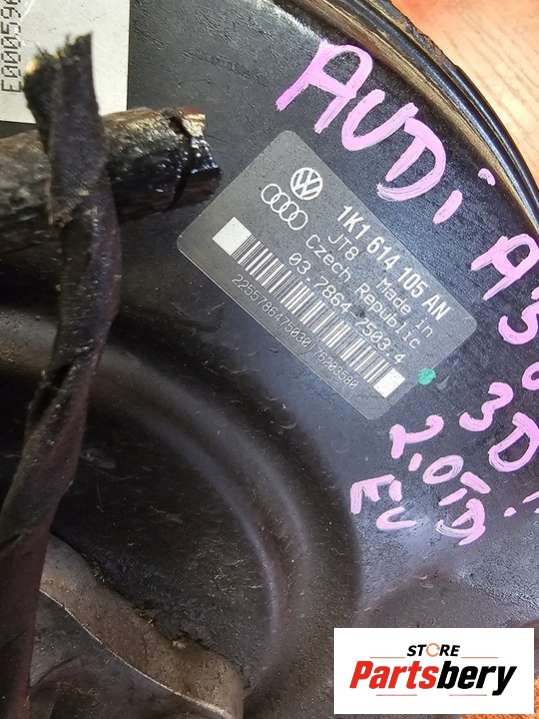 E000596
AUDi A3
3D
2.0TD
EU
1K1 614 105 AN
JT8 Made in
Czech Republic
03.7864-7503.4
STORE
Partsbery